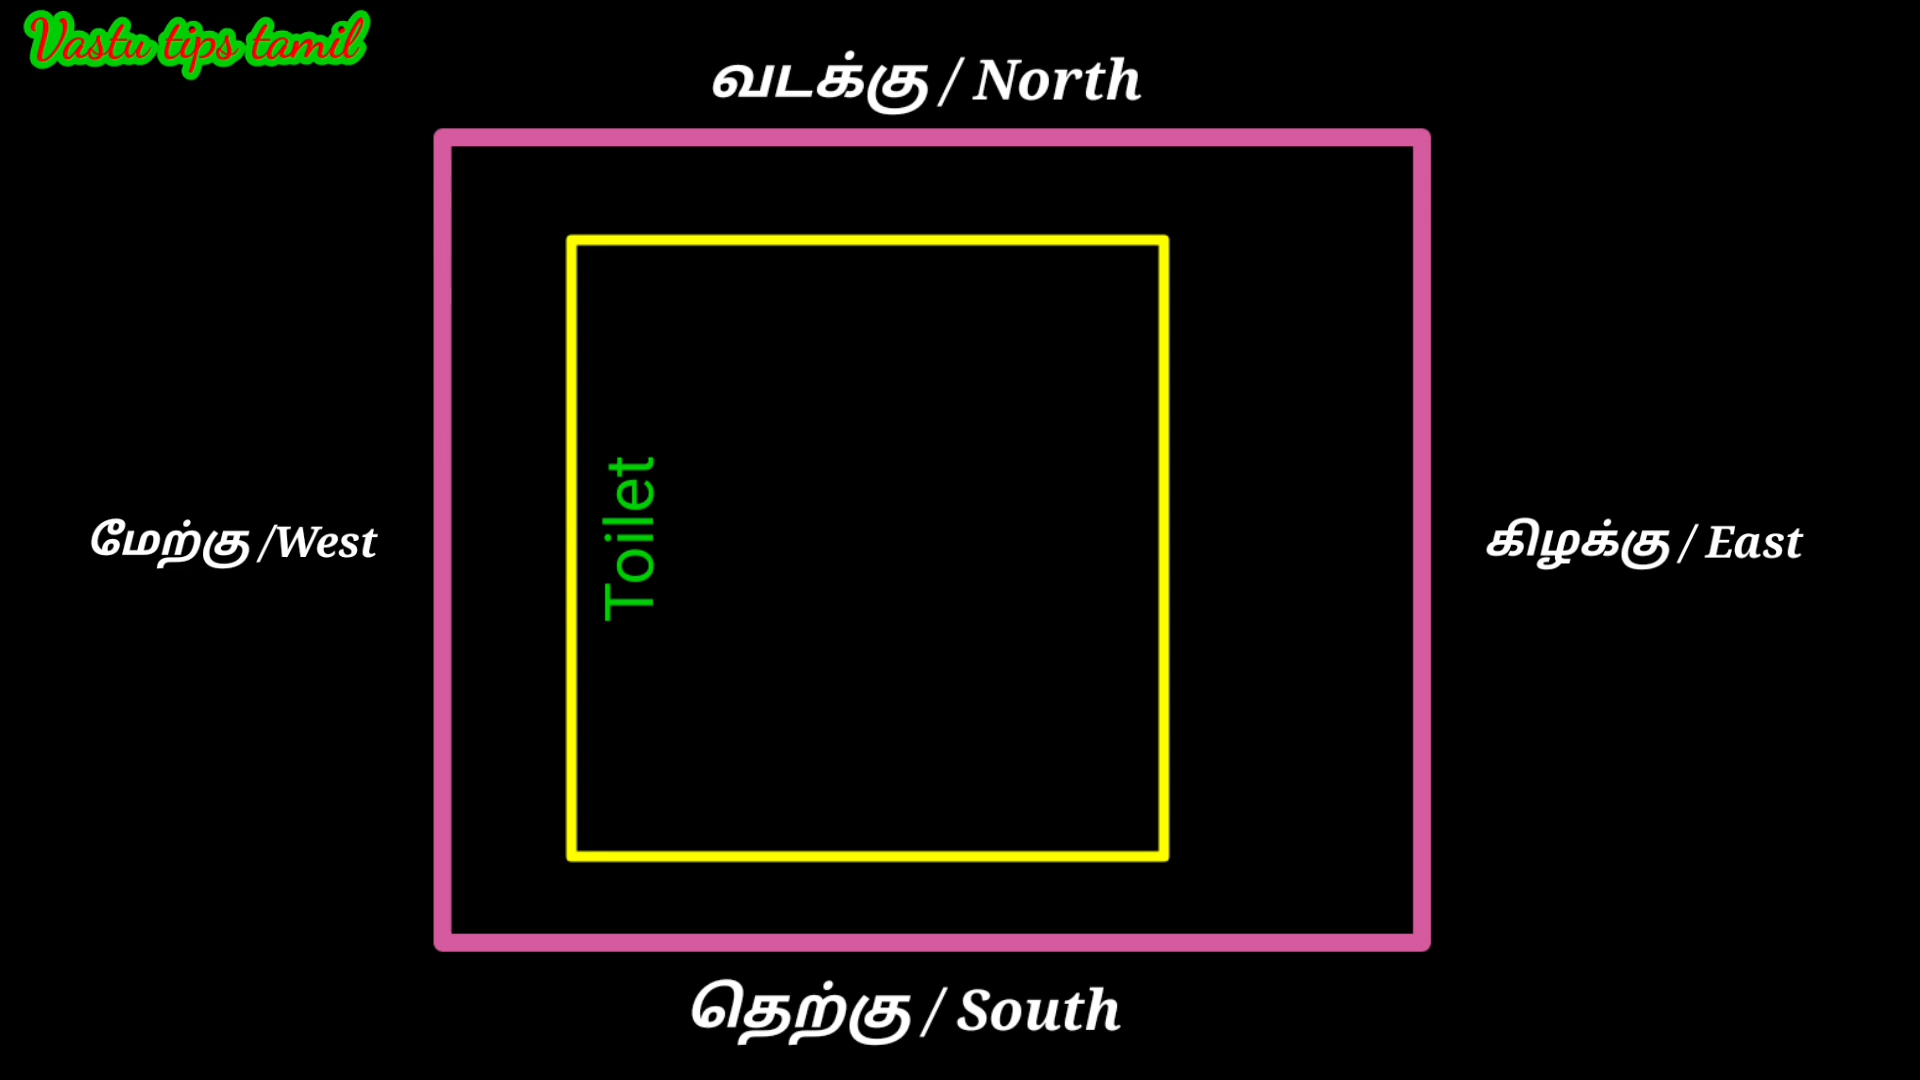 Vastu tips tamil
வடக்கு / North
மேற்கு /West
Toilet
கிழக்கு / East
தெற்கு / South